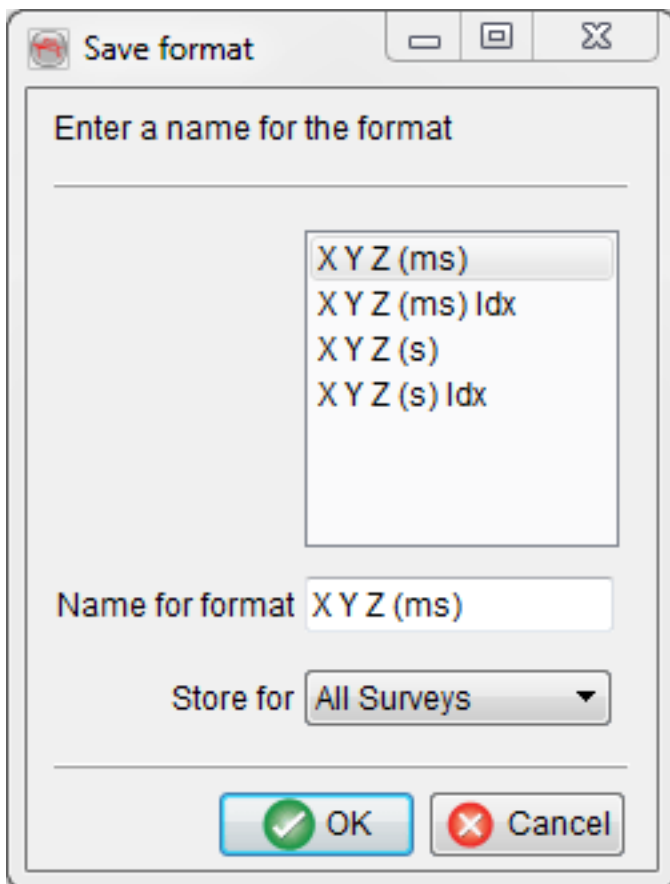 Save format
Enter a name for the format
X Y Z (ms)
X Y Z (ms) Idx
X Y Z (s)
X Y Z (s) Idx
Name for format X Y Z (ms)
Store for All Surveys
OK Cancel